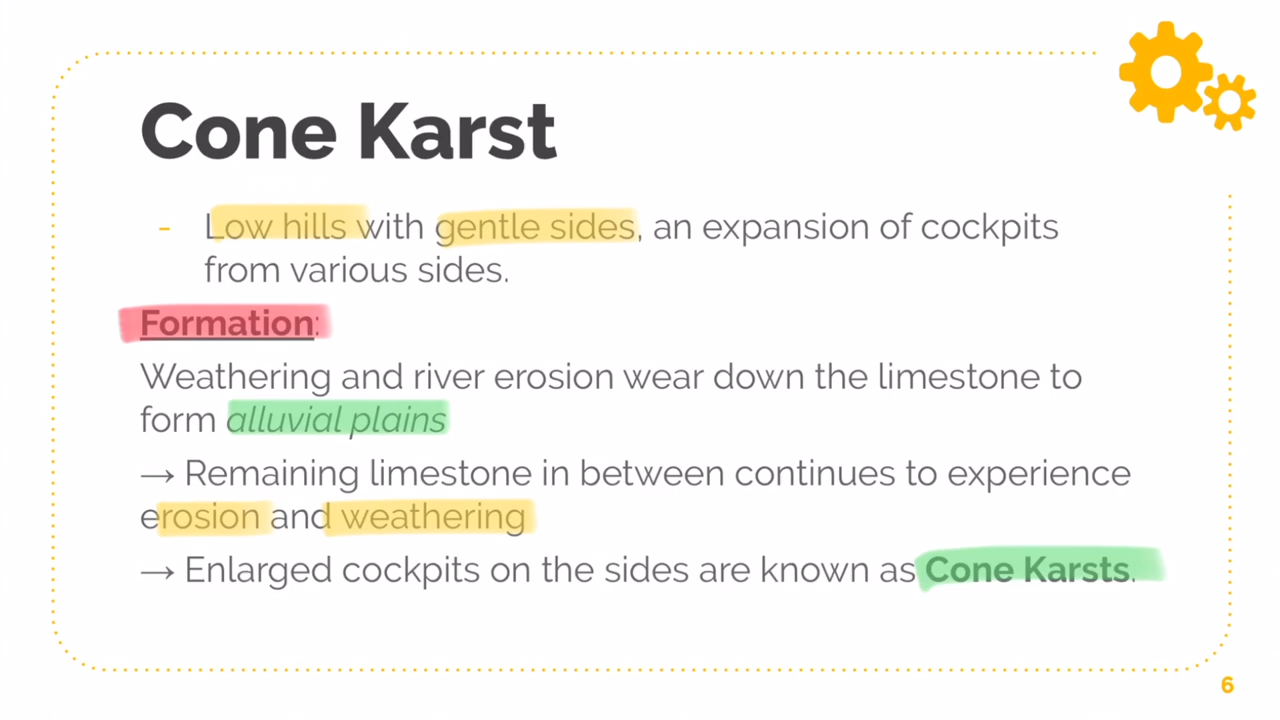 Cone Karst
- Low hills with gentle sides, an expansion of cockpits
from various sides.
Formation:
Weathering and river erosion wear down the limestone to
form alluvial plains
→ Remaining limestone in between continues to experience
erosion and weathering
→ Enlarged cockpits on the sides are known as Cone Karsts.
6